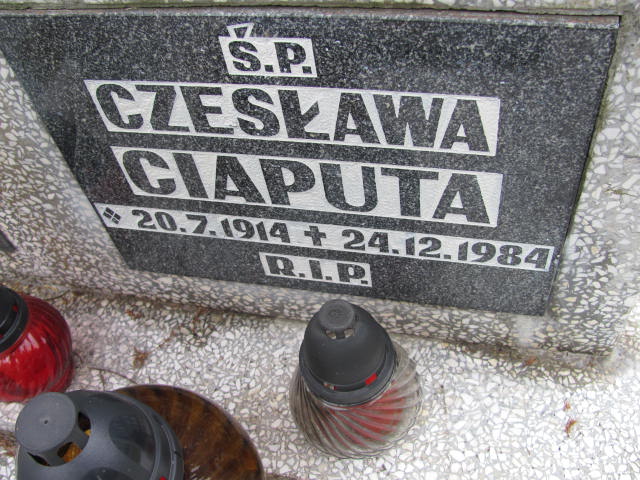 Ś.P.
CZESŁAWA
CIAPUTA
20.7.1914 ✝ 24.12.1984
R.I.P.